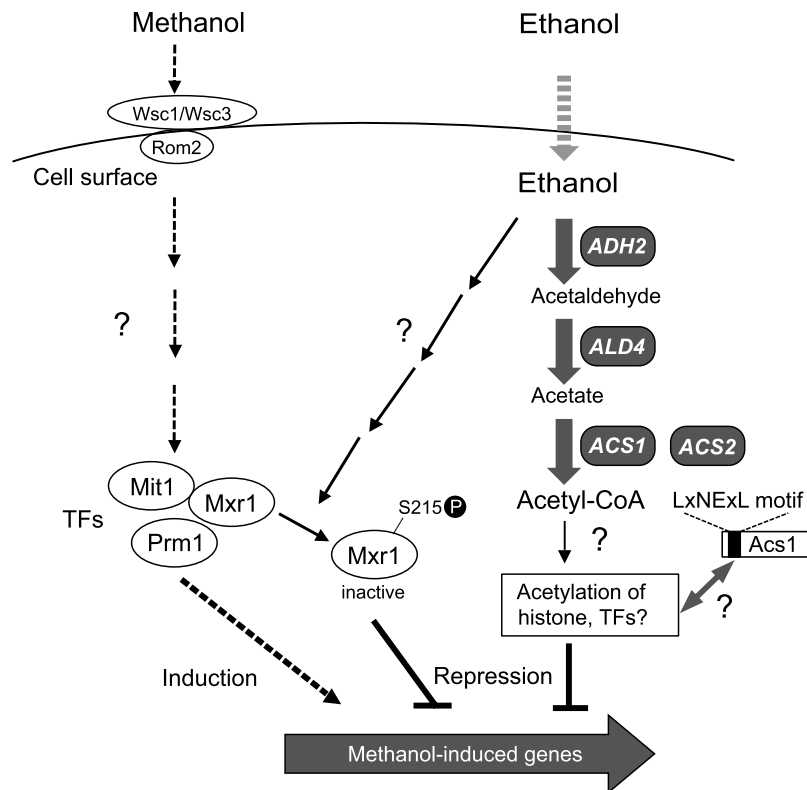 Methanol
Ethanol
Wsc1/Wsc3
Rom2
Cell surface
Ethanol
ADH2
Acetaldehyde
?
?
ALD4
Acetate
ACS1
ACS2
Mit1
Mxr1
TFs
Prm1
S215 P
Mxr1
inactive
Acetyl-CoA
LxNExL motif
?
Acs1
Acetylation of
histone, TFs?
?
Induction
Repression
Methanol-induced genes